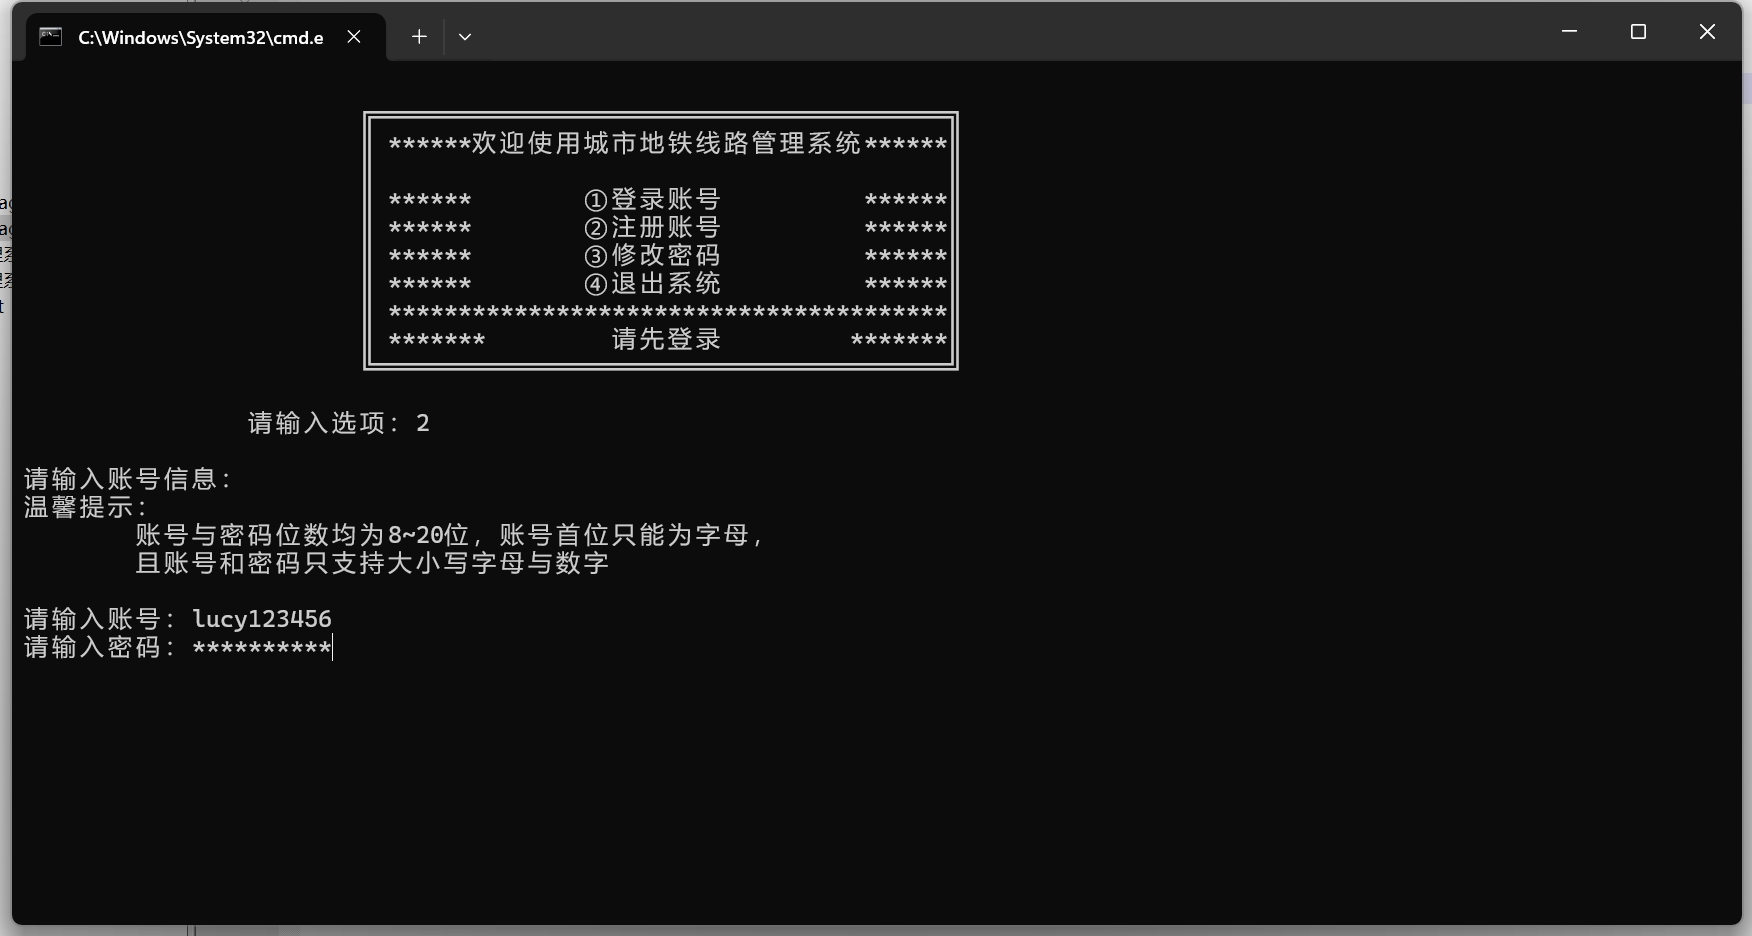 C:\Windows\System32\cmd.e
******欢迎使用城市地铁线路管理系统******
****** ①登录账号 ******
****** ②注册账号 ******
****** ③修改密码 ******
****** ④退出系统 ******
****************************************
******* 请先登录 *******
请输入选项：2
请输入账号信息：
温馨提示：
账号与密码位数均为8~20位，账号首位只能为字母，
且账号和密码只支持大小写字母与数字
请输入账号：lucy123456
请输入密码：**********